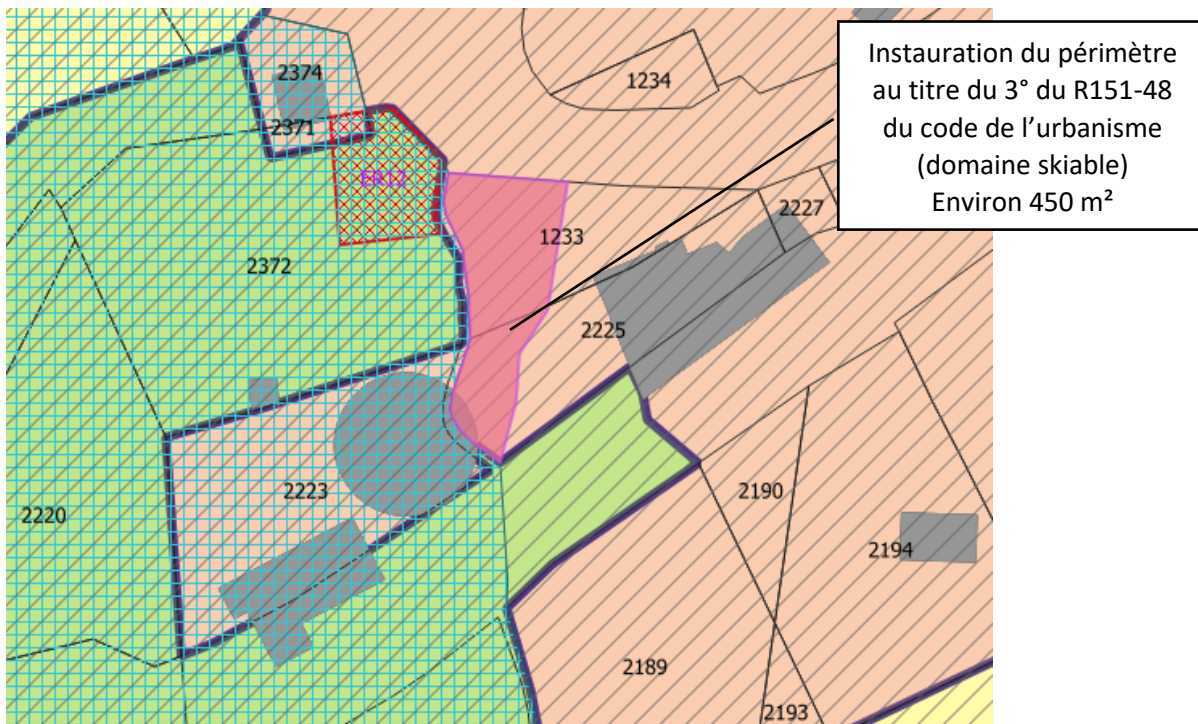 Instauration du périmètre
au titre du 3° du R151-48
du code de l’urbanisme
(domaine skiable)
Environ 450 m²
2374
1234
2371
ER12
2227
1233
2372
2225
2223
2190
2220
2194
2189
2193